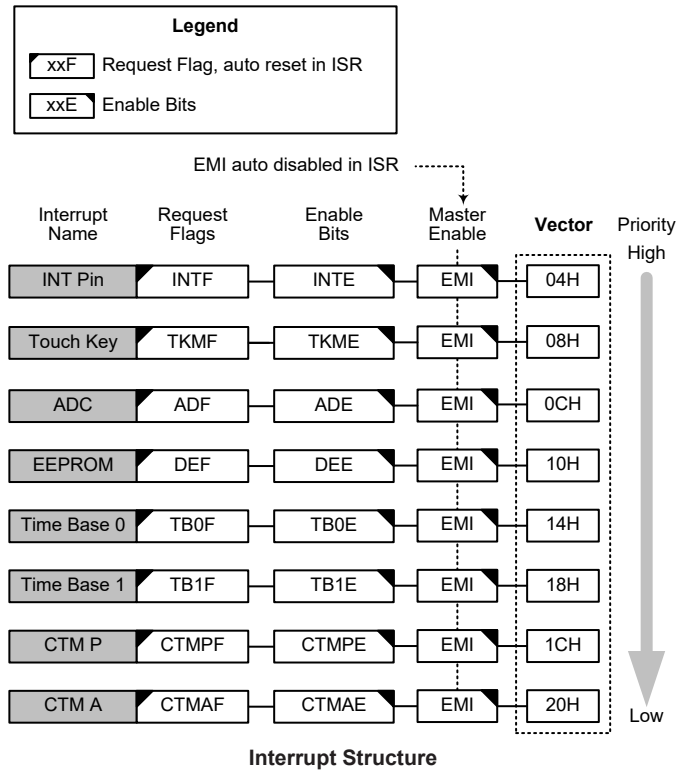 Legend
xxF Request Flag, auto reset in ISR
xxE Enable Bits
EMI auto disabled in ISR
Interrupt Name Request Flags Enable Bits Master Enable Vector Priority
High
INT Pin INTF INTE EMI 04H
Touch Key TKMF TKME EMI 08H
ADC ADF ADE EMI 0CH
EEPROM DEF DEE EMI 10H
Time Base 0 TB0F TB0E EMI 14H
Time Base 1 TB1F TB1E EMI 18H
CTM P CTMPF CTMPE EMI 1CH
CTM A CTMAF CTMAE EMI 20H
Low
Interrupt Structure